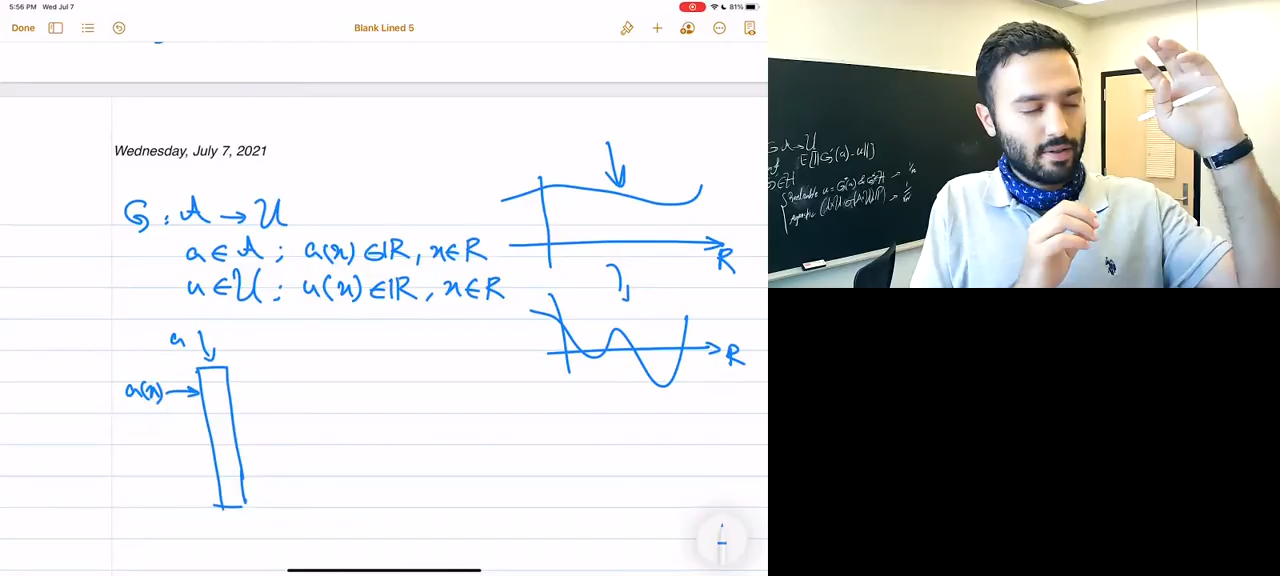 5:56 PM Wed Jul 7
81%
Done
Blank Lined 5
Wednesday, July 7, 2021
G : A → U
a ∈ A ; a(x) ∈ ℝ, x ∈ ℝ
u ∈ U ; u(x) ∈ ℝ, x ∈ ℝ
R
R
a
a(x) →
A → U